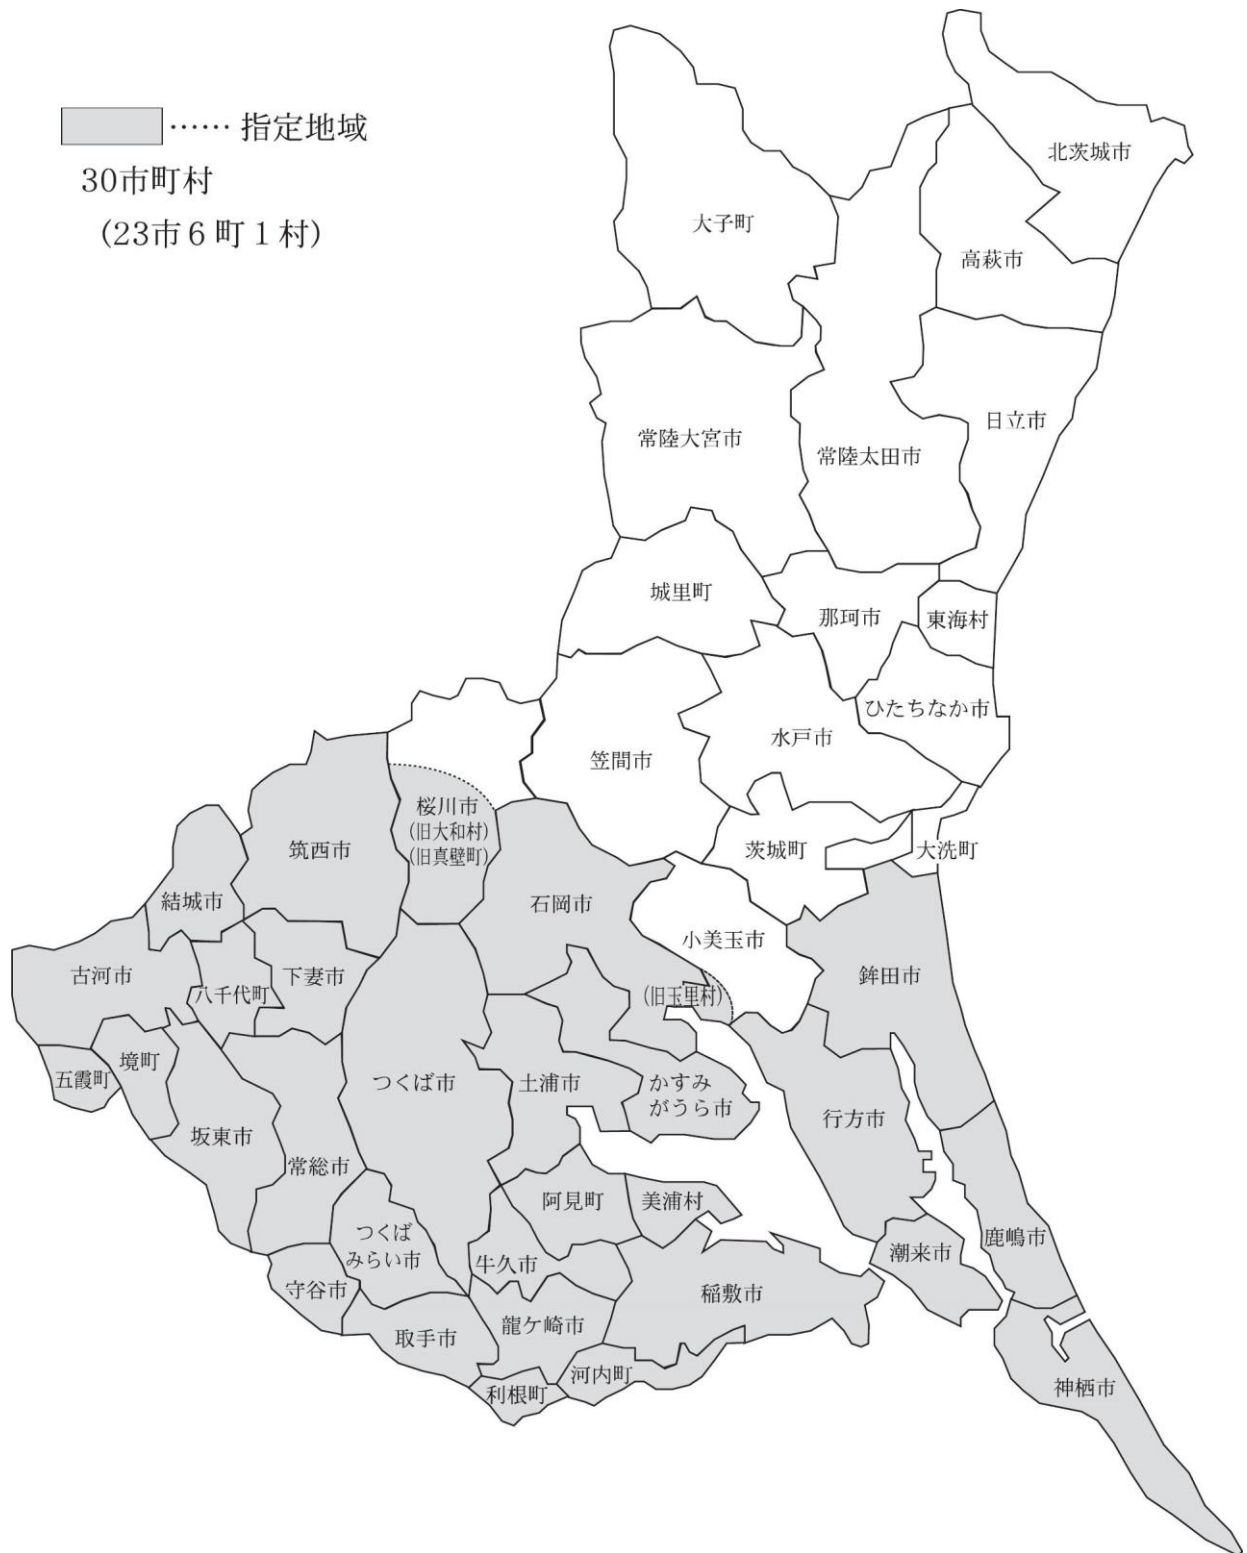 …… 指定地域
30市町村
(23市6町1村)
北茨城市
大子町
高萩市
日立市
常陸大宮市
常陸太田市
城里町
那珂市
東海村
ひたちなか市
水戸市
笠間市
桜川市
(旧大和村)
(旧真壁町)
筑西市
茨城町
大洗町
結城市
石岡市
小美玉市
(旧玉里村)
鉾田市
古河市
八千代町
下妻市
五霞町
境町
つくば市
土浦市
かすみ
がうら市
行方市
坂東市
常総市
阿見町
美浦村
つくば
みらい市
牛久市
潮来市
鹿嶋市
守谷市
稲敷市
取手市
龍ケ崎市
河内町
利根町
神栖市